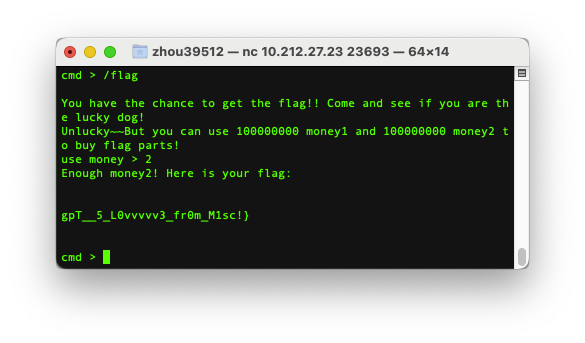 zhou39512 — nc 10.212.27.23 23693 — 64×14
cmd > /flag
You have the chance to get the flag!! Come and see if you are th
e lucky dog!
Unlucky~~But you can use 100000000 money1 and 100000000 money2 t
o buy flag parts!
use money > 2
Enough money2! Here is your flag:
gpT__5_L0vvvvv3_fr0m_M1sc!}
cmd >